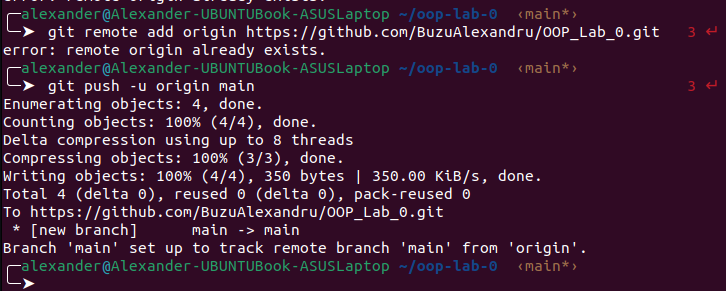 error: remote origin already exists.
alexander@Alexander-UBUNTUBook-ASUSLaptop ~/oop-lab-0 ‹main*›
➤ git remote add origin https://github.com/BuzuAlexandru/OOP_Lab_0.git 3 ↵
error: remote origin already exists.
alexander@Alexander-UBUNTUBook-ASUSLaptop ~/oop-lab-0 ‹main*›
➤ git push -u origin main 3 ↵
Enumerating objects: 4, done.
Counting objects: 100% (4/4), done.
Delta compression using up to 8 threads
Compressing objects: 100% (3/3), done.
Writing objects: 100% (4/4), 350 bytes | 350.00 KiB/s, done.
Total 4 (delta 0), reused 0 (delta 0), pack-reused 0
To https://github.com/BuzuAlexandru/OOP_Lab_0.git
 * [new branch]      main -> main
Branch 'main' set up to track remote branch 'main' from 'origin'.
alexander@Alexander-UBUNTUBook-ASUSLaptop ~/oop-lab-0 ‹main*›
➤